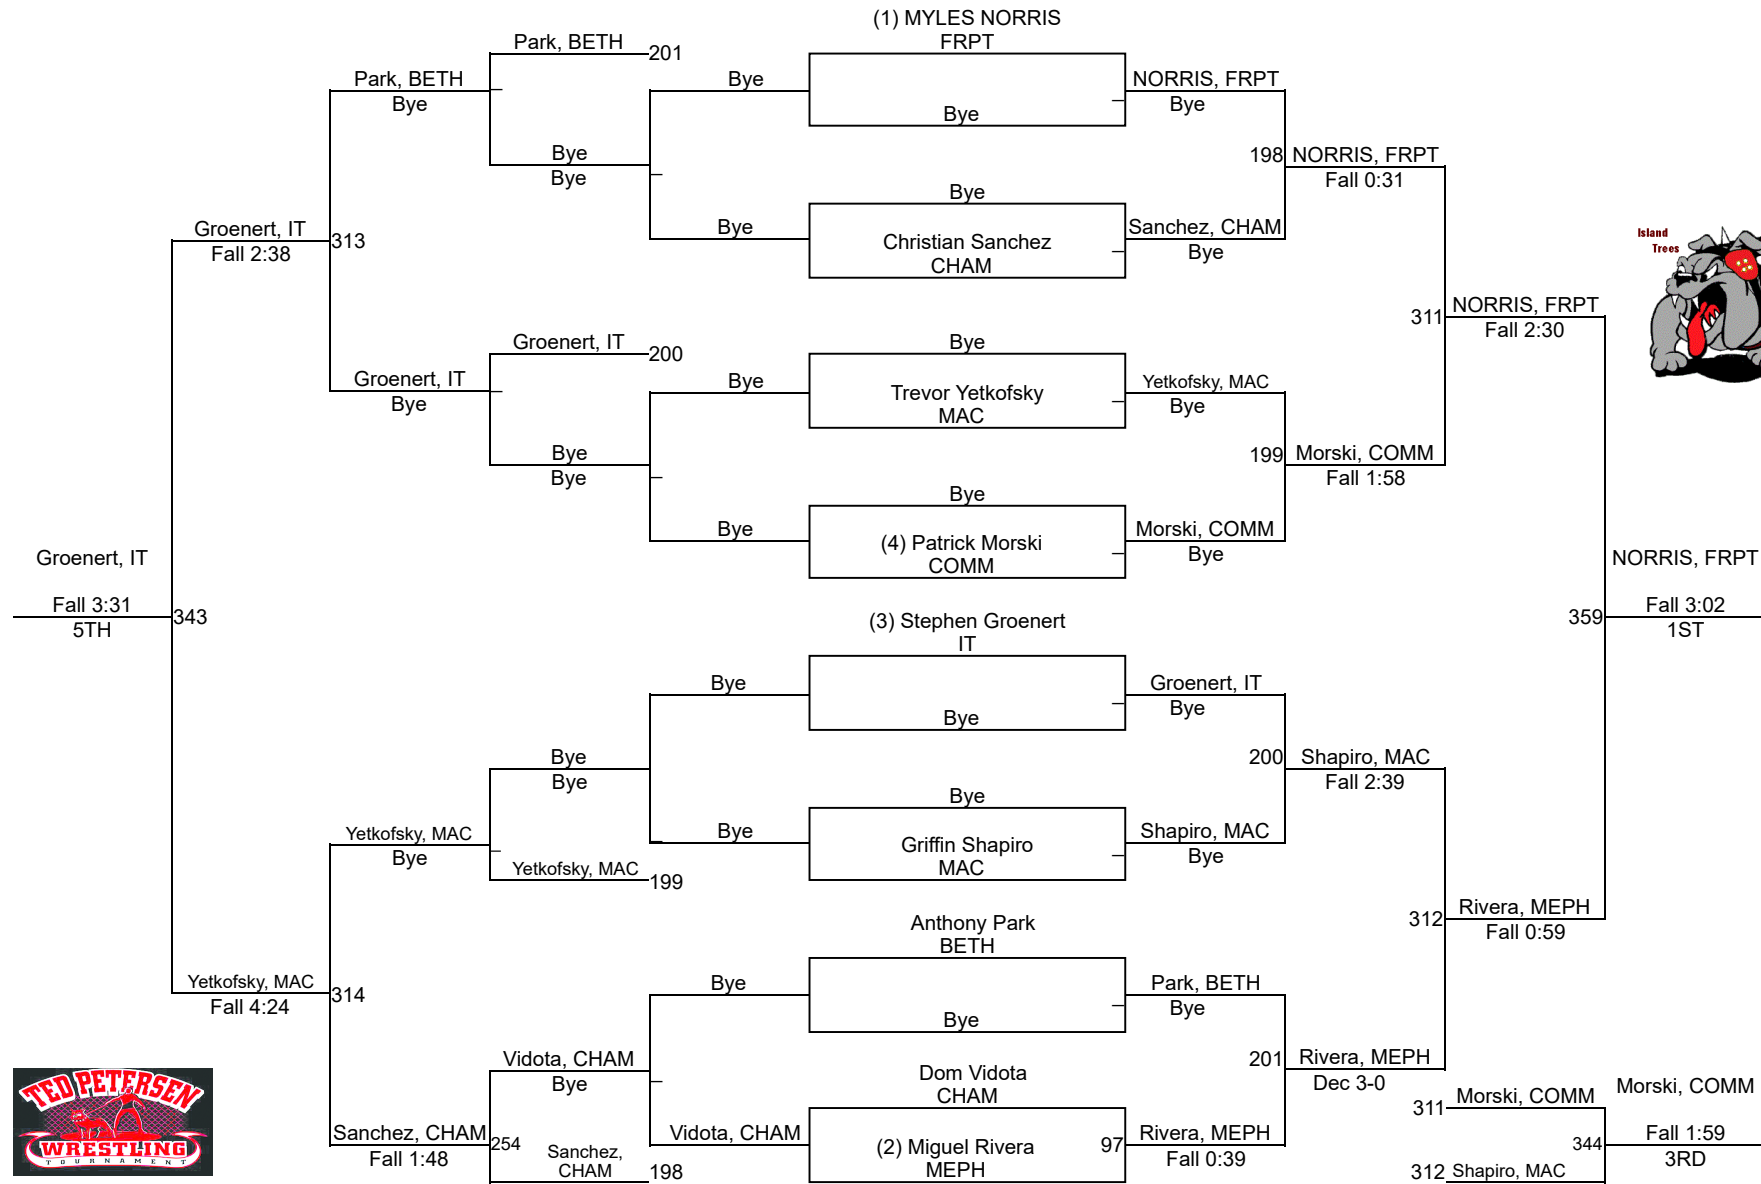 (1) MYLES NORRIS
FRPT
Park, BETH
201
Park, BETH
Bye
Bye
NORRIS, FRPT
Bye
Bye
Bye
Bye
Bye
198
NORRIS, FRPT
Fall 0:31
Bye
Groenert, IT
Fall 2:38
313
Bye
Christian Sanchez
CHAM
Sanchez, CHAM
Bye
Island
Trees
311
NORRIS, FRPT
Fall 2:30
Groenert, IT
200
Bye
Groenert, IT
Bye
Bye
Trevor Yetkofsky
MAC
Yetkofsky, MAC
Bye
Bye
Bye
199
Morski, COMM
Fall 1:58
Bye
Bye
(4) Patrick Morski
COMM
Morski, COMM
Bye
Groenert, IT
NORRIS, FRPT
Fall 3:31
5TH
343
359
Fall 3:02
1ST
(3) Stephen Groenert
IT
Bye
Groenert, IT
Bye
Bye
Bye
Bye
200
Shapiro, MAC
Fall 2:39
Bye
Yetkofsky, MAC
Bye
Bye
Griffin Shapiro
MAC
Shapiro, MAC
Bye
Yetkofsky, MAC
199
312
Rivera, MEPH
Fall 0:59
Anthony Park
BETH
Yetkofsky, MAC
Fall 4:24
314
Bye
Park, BETH
Bye
Bye
Vidota, CHAM
Bye
201
Rivera, MEPH
Dec 3-0
Dom Vidota
CHAM
TED PETERSEN
WRESTLING
TOURNAMENT
Sanchez, CHAM
Fall 1:48
254
Sanchez,
CHAM
198
Vidota, CHAM
(2) Miguel Rivera
MEPH
97
Rivera, MEPH
Fall 0:39
311
Morski, COMM
Morski, COMM
344
Fall 1:59
3RD
312
Shapiro, MAC